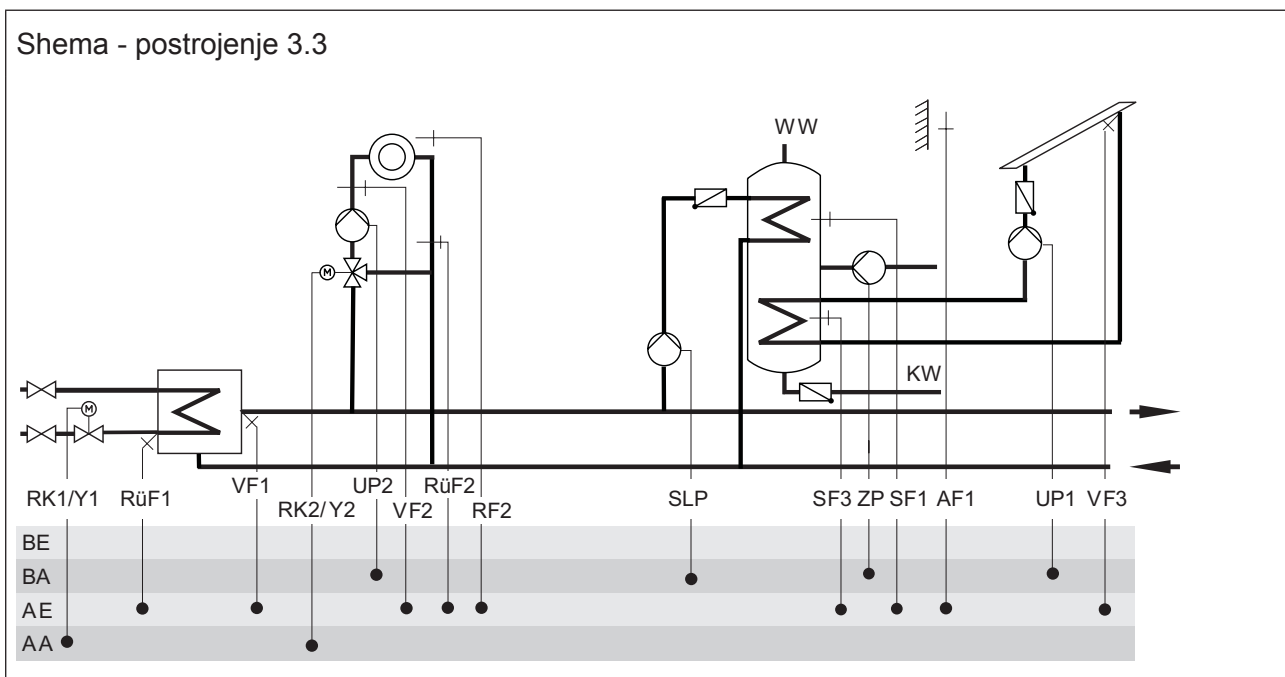 Shema - postrojenje 3.3
WW
M
KW
M
RK1/Y1 RüF1 VF1 RK2/Y2 UP2 VF2 RüF2 RF2 SLP SF3 ZP SF1 AF1 UP1 VF3
BE
BA
AE
AA